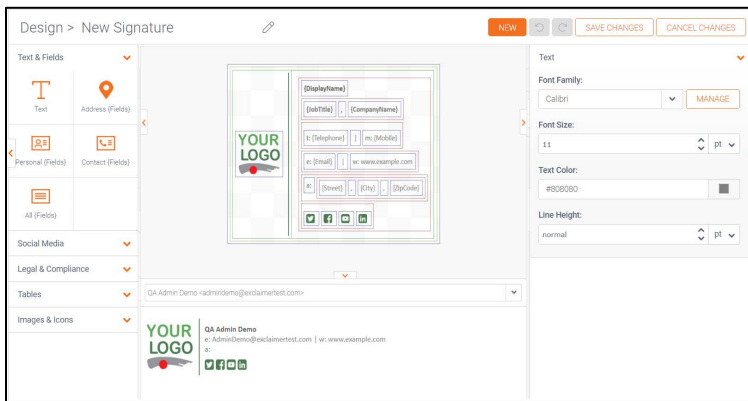 Design > New Signature
NEW
SAVE CHANGES
CANCEL CHANGES
Text & Fields
Text
Address (Fields)
Personal (Fields)
Contact (Fields)
All (Fields)
Social Media
Legal & Compliance
Tables
Images & Icons
YOUR
LOGO
{DisplayName}
{JobTitle} , {CompanyName}
t: {Telephone} | m: {Mobile}
e: {Email} | w: www.example.com
a: {Street} , {City} , {ZipCode}
QA Admin Demo <admindemo@exclaimertest.com>
YOUR
LOGO
QA Admin Demo
e: AdminDemo@exclaimertest.com | w: www.example.com
a:
Text
Font Family:
Calibri
MANAGE
Font Size:
11 pt
Text Color:
#808080
Line Height:
normal pt